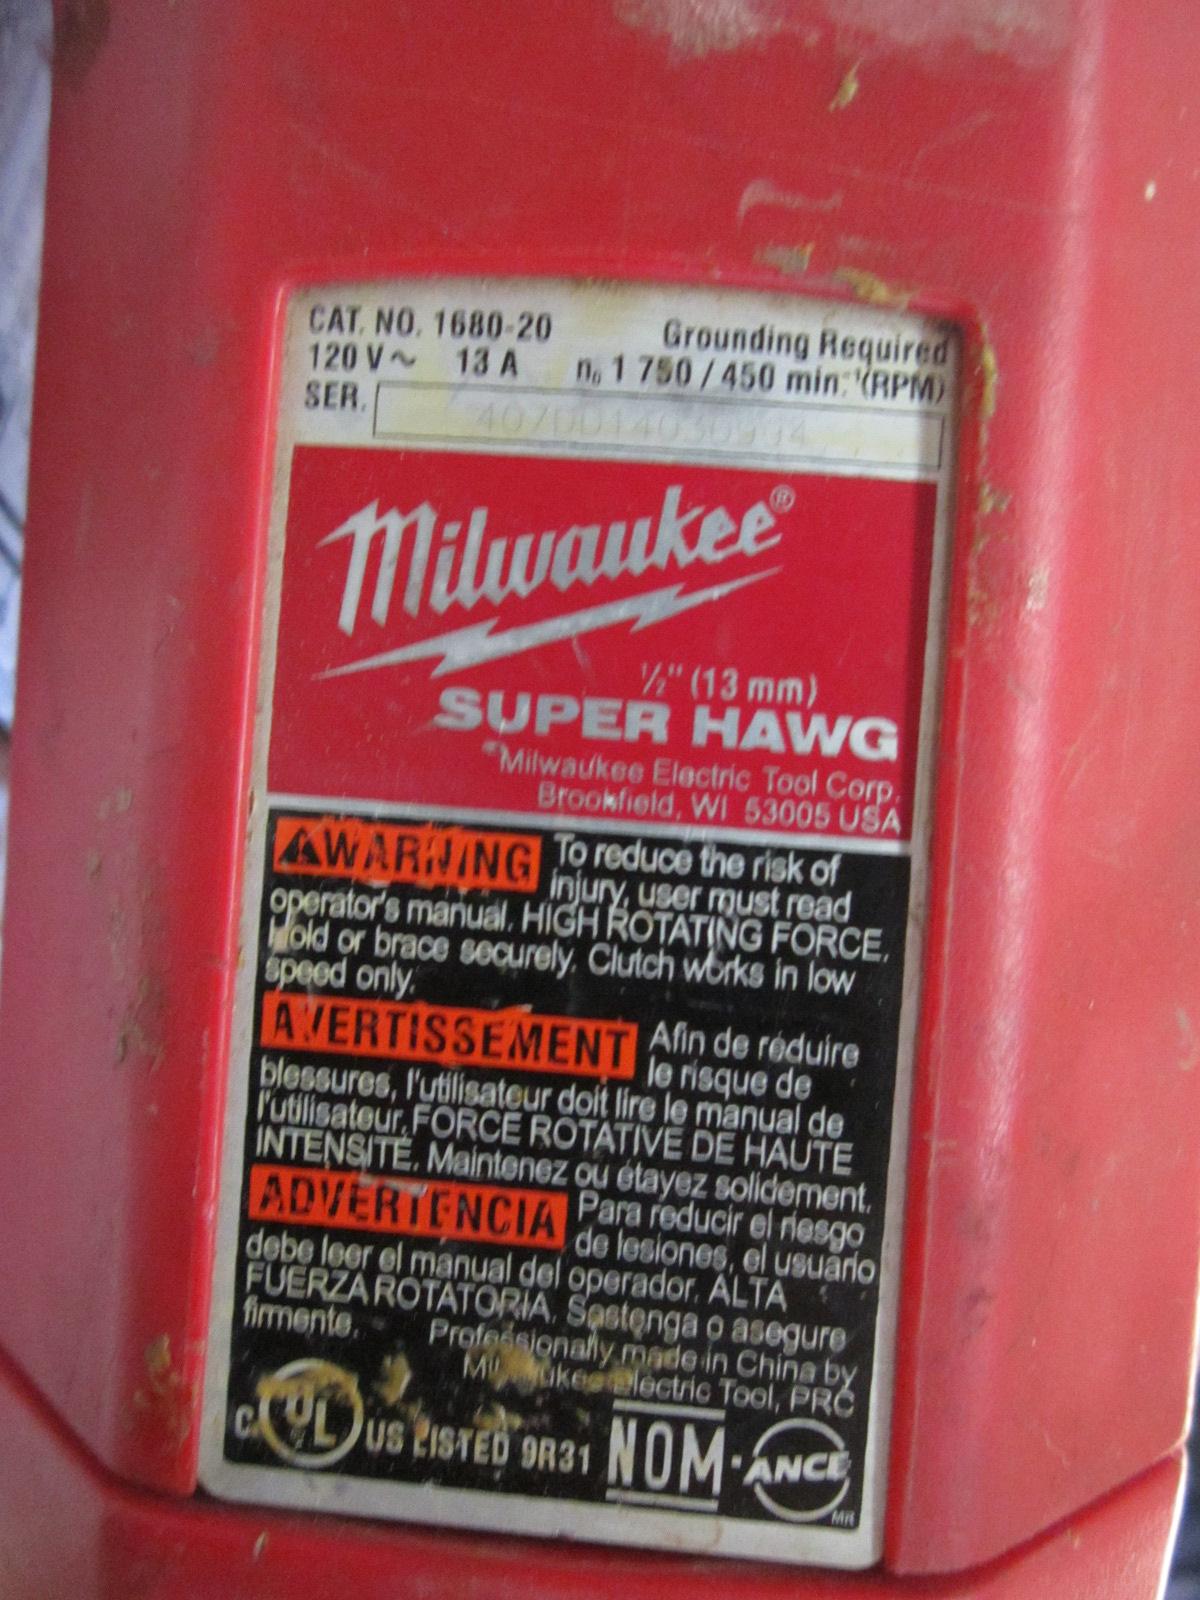 CAT. NO. 1680-20 Grounding Required
120 V~ 13 A n₀ 1 750 / 450 min.⁻¹(RPM)
SER.
Milwaukee®
½" (13 mm)
SUPER HAWG
Milwaukee Electric Tool Corp.
Brookfield, WI 53005 USA
⚠WARNING To reduce the risk of
injury, user must read
operator's manual. HIGH ROTATING FORCE.
Hold or brace securely. Clutch works in low
speed only.
AVERTISSEMENT Afin de réduire
le risque de
blessures, l'utilisateur doit lire le manual de
l'utilisateur. FORCE ROTATIVE DE HAUTE
INTENSITÉ. Maintenez ou étayez solidement.
ADVERTENCIA Para reducir el riesgo
de lesiones, el usuario
debe leer el manual del operador. ALTA
FUERZA ROTATORIA. Sostenga o asegure
firmente.
Professionally made in China by
Milwaukee Electric Tool, PRC
C UL US LISTED 9R31 NOM-ANCE
MR